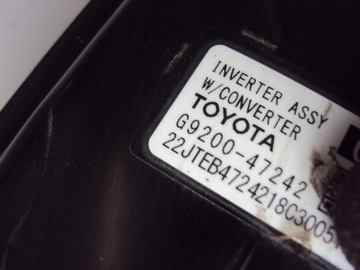 INVERTER ASSY
W/CONVERTER
TOYOTA
G9200-47242
22JTEB4724218C3005